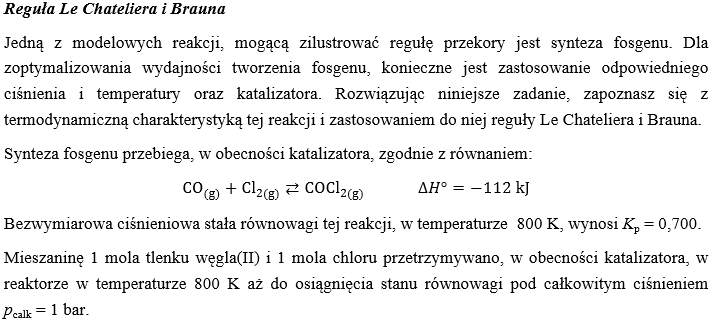 Reguła Le Chateliera i Brauna
Jedną z modelowych reakcji, mogącą zilustrować regułę przekory jest synteza fosgenu. Dla
zoptymalizowania wydajności tworzenia fosgenu, konieczne jest zastosowanie odpowiedniego
ciśnienia i temperatury oraz katalizatora. Rozwiązując niniejsze zadanie, zapoznasz się z
termodynamiczną charakterystyką tej reakcji i zastosowaniem do niej reguły Le Chateliera i Brauna.
Synteza fosgenu przebiega, w obecności katalizatora, zgodnie z równaniem:
CO(g) + Cl2(g) ⇄ COCl2(g) ΔH° = −112 kJ
Bezwymiarowa ciśnieniowa stała równowagi tej reakcji, w temperaturze 800 K, wynosi Kp = 0,700.
Mieszaninę 1 mola tlenku węgla(II) i 1 mola chloru przetrzymywano, w obecności katalizatora, w
reaktorze w temperaturze 800 K aż do osiągnięcia stanu równowagi pod całkowitym ciśnieniem
pcałk = 1 bar.